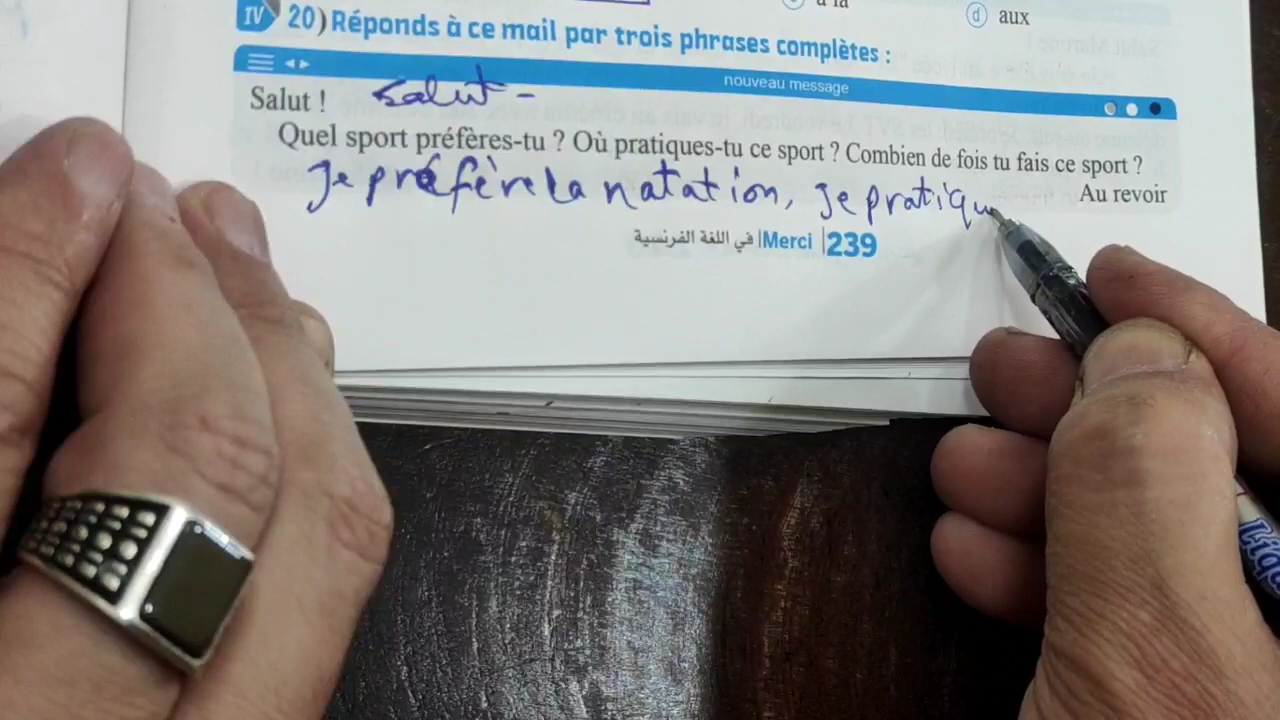 à la
d aux
IV 20) Réponds à ce mail par trois phrases complètes :
nouveau message
Salut ! Salut -
Quel sport préfères-tu ? Où pratiques-tu ce sport ? Combien de fois tu fais ce sport ?
Je préfère la natation, Je pratiqu
Au revoir
239 Merci في اللغة الفرنسية